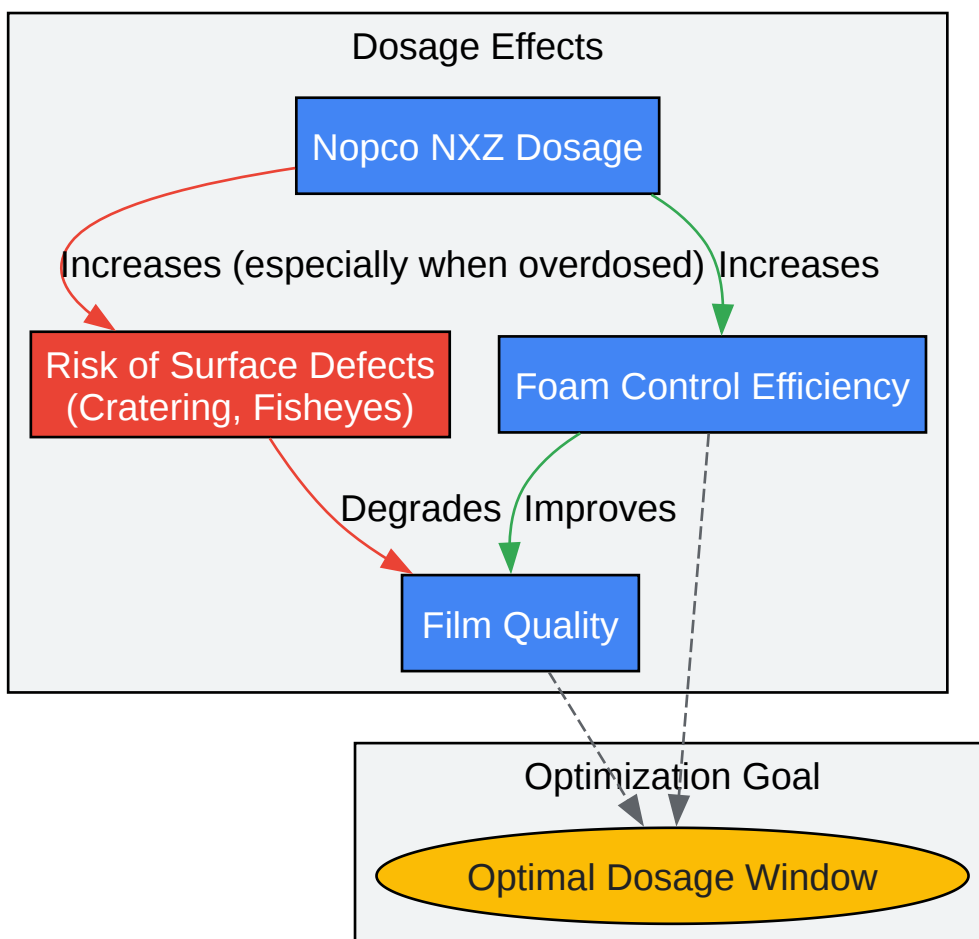 Dosage Effects
Nopco NXZ Dosage
Increases (especially when overdosed)
Increases
Risk of Surface Defects
(Cratering, Fisheyes)
Foam Control Efficiency
Degrades
Improves
Film Quality
Optimization Goal
Optimal Dosage Window